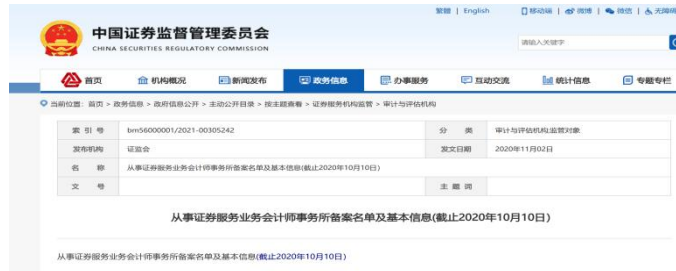 繁體 | English 移动端 | 微博 | 微信 | 无障碍
中国证券监督管理委员会
CHINA SECURITIES REGULATORY COMMISSION
请输入关键字
首页 机构概况 新闻发布 政务信息 办事服务 互动交流 统计信息 专题专栏
当前位置: 首页 > 政务信息 > 政府信息公开 > 主动公开目录 > 按主题查看 > 证券服务机构监管 > 审计与评估机构
索 引 号 bm56000001/2021-00305242 分 类 审计与评估机构;监管对象
发布机构 证监会 发文日期 2020年11月02日
名 称 从事证券服务业务会计师事务所备案名单及基本信息(截止2020年10月10日)
文 号 主 题 词
从事证券服务业务会计师事务所备案名单及基本信息(截止2020年10月10日)
从事证券服务业务会计师事务所备案名单及基本信息(截止2020年10月10日)